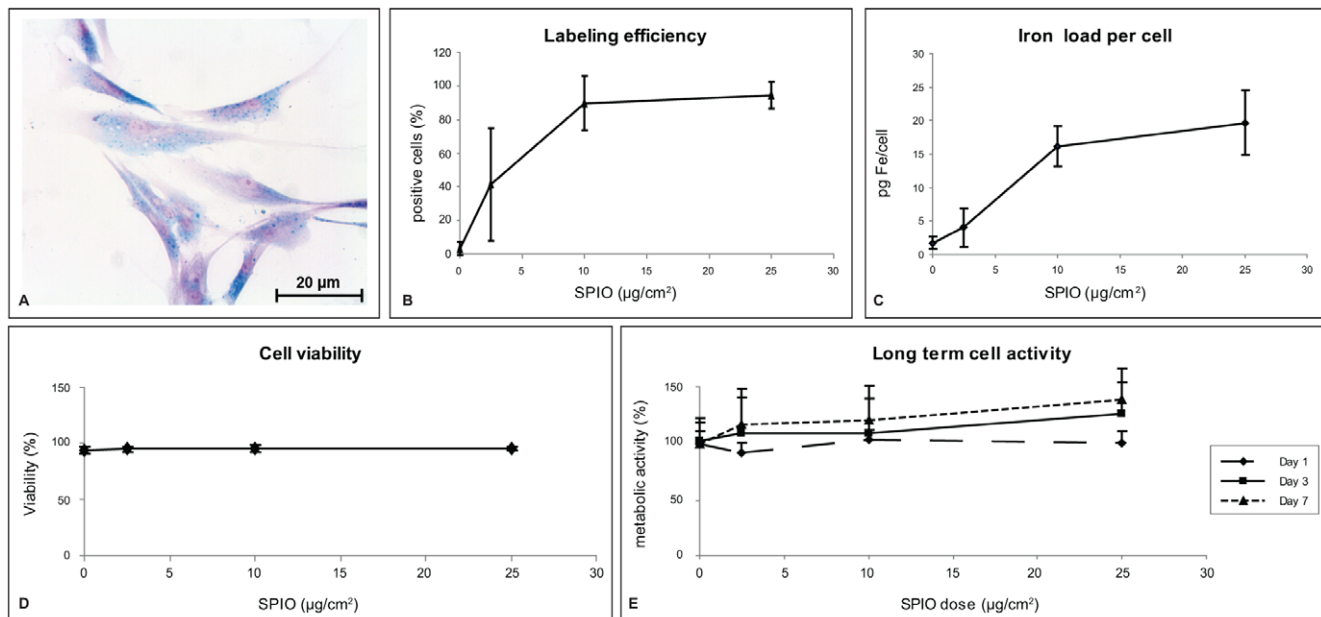 20 µm
A
Labeling efficiency
120
100
80
60
40
20
0
positive cells (%)
0 5 10 15 20 25 30
SPIO (µg/cm²)
B
Iron load per cell
30
25
20
15
10
5
0
pg Fe/cell
0 5 10 15 20 25 30
SPIO (µg/cm²)
C
Cell viability
150
100
50
0
Viability (%)
0 5 10 15 20 25 30
SPIO (µg/cm²)
D
Long term cell activity
150
100
50
0
metabolic activity (%)
0 5 10 15 20 25 30
SPIO dose (µg/cm²)
E
Day 1
Day 3
Day 7